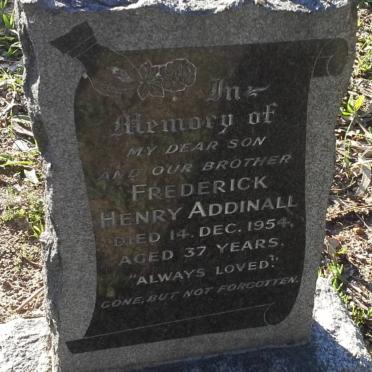 In
Memory of
MY DEAR SON
AND OUR BROTHER
FREDERICK
HENRY ADDINALL
DIED 14. DEC. 1954.
AGED 37 YEARS.
"ALWAYS LOVED."
GONE, BUT NOT FORGOTTEN.